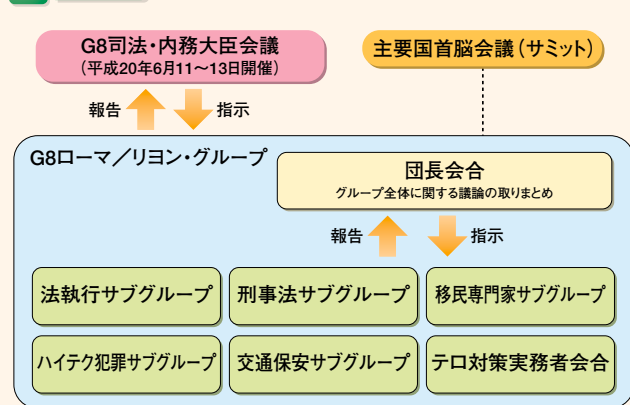 G8司法・内務大臣会議
(平成20年6月11〜13日開催)
主要国首脳会議(サミット)
報告
指示
G8ローマ／リヨン・グループ
団長会合
グループ全体に関する議論の取りまとめ
報告
指示
法執行サブグループ
刑事法サブグループ
移民専門家サブグループ
ハイテク犯罪サブグループ
交通保安サブグループ
テロ対策実務者会合